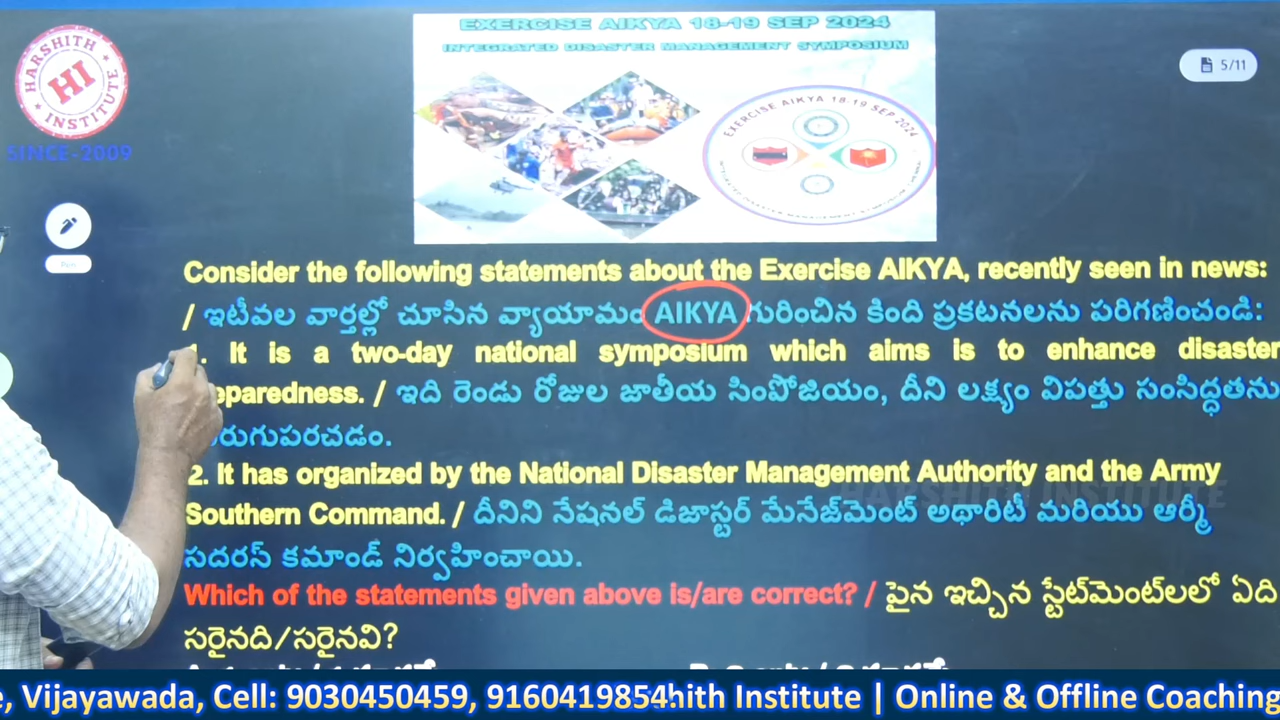 EXERCISE AIKYA 18-19 SEP 2024
INTEGRATED DISASTER MANAGEMENT SYMPOSIUM
HARSHITH
HI
INSTITUTE
SINCE-2009
5/11
EXERCISE AIKYA 18-19 SEP 2024
Consider the following statements about the Exercise AIKYA, recently seen in news:
/ ఇటీవల వార్తల్లో చూసిన వ్యాయామం AIKYA గురించిన కింది ప్రకటనలను పరిగణించండి:
1. It is a two-day national symposium which aims is to enhance disaster
eparedness. / ఇది రెండు రోజుల జాతీయ సింపోజియం, దీని లక్ష్యం విపత్తు సంసిద్ధతను
రుగుపరచడం.
2. It has organized by the National Disaster Management Authority and the Army
Southern Command. / దీనిని నేషనల్ డిజాస్టర్ మేనేజ్‌మెంట్ అథారిటీ మరియు ఆర్మీ
సదరన్ కమాండ్ నిర్వహించాయి.
HARSHITH INSTITUTE
Which of the statements given above is/are correct? / పైన ఇచ్చిన స్టేట్‌మెంట్‌లలో ఏది
సరైనది/సరైనవి?
e, Vijayawada, Cell: 9030450459, 9160419854. hith Institute | Online & Offline Coaching